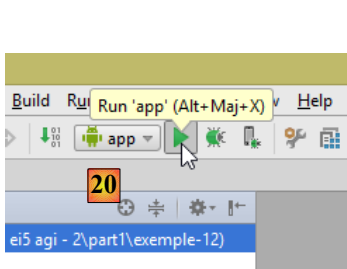 Build Ru Run 'app' (Alt+Maj+X) Help
app
20
ei5 agi - 2\part1\exemple-12)